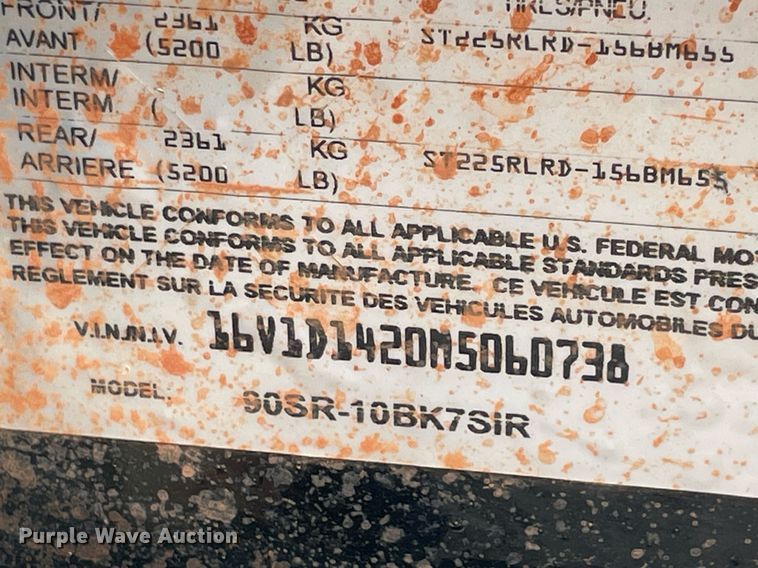 FRONT/ 2361 KG TIRES/PNEU.
AVANT (5200 LB) ST225RLRD-156BM655
INTERM/ KG
INTERM ( LB)
REAR/ 2361 KG
ARRIERE (5200 LB) ST225RLRD-156BM655
THIS VEHICLE CONFORMS TO ALL APPLICABLE U.S. FEDERAL MO
THIS VEHICLE CONFORMS TO ALL APPLICABLE STANDARDS PRES
EFFECT ON THE DATE OF MANUFACTURE. CE VEHICULE EST CON
REGLEMENT SUR LA SECURITE DES VEHICULES AUTOMOBILES DU
V.I.N./N.I.V. 16V1D1420M5060738
MODEL: 90SR-10BK7SIR
Purple Wave Auction